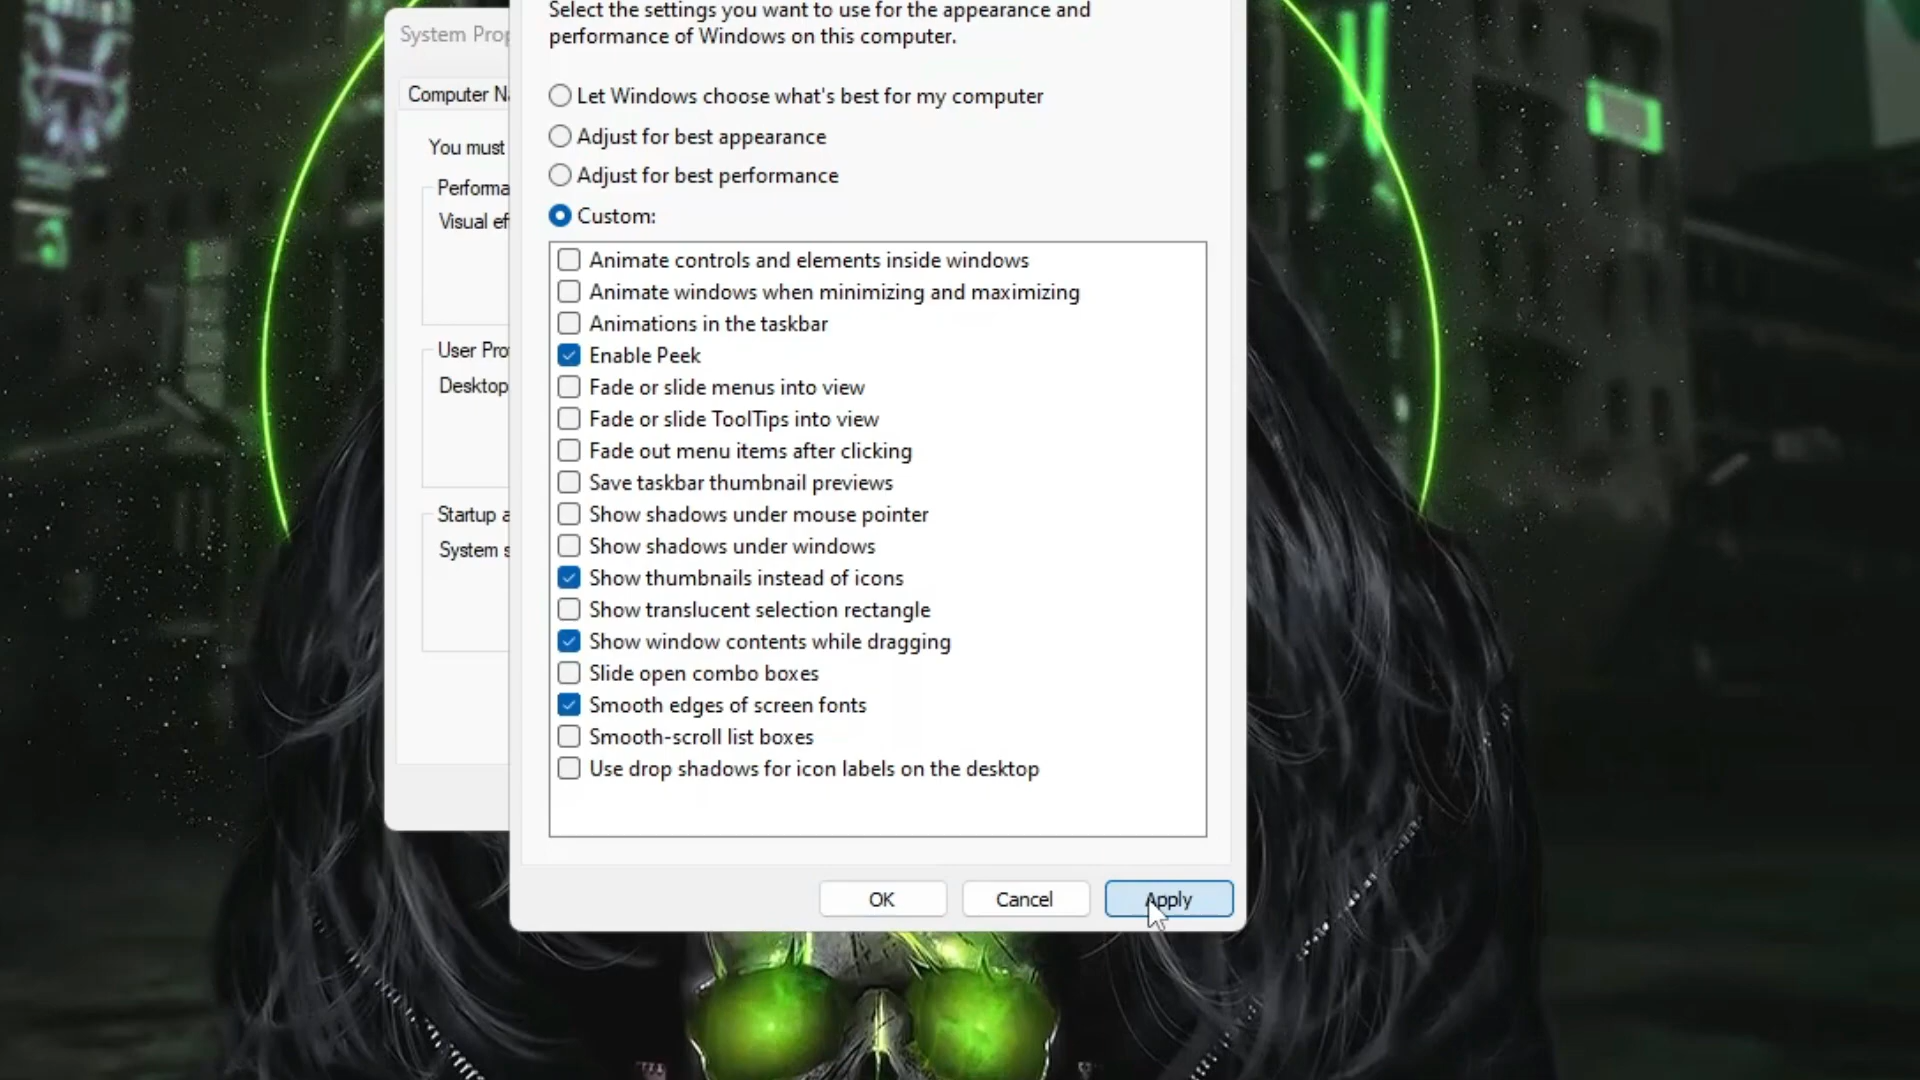 Select the settings you want to use for the appearance and
performance of Windows on this computer.
System Prop
Computer Na
You must
Performa
Visual ef
User Pro
Desktop
Startup a
System s
Let Windows choose what's best for my computer
Adjust for best appearance
Adjust for best performance
Custom:
Animate controls and elements inside windows
Animate windows when minimizing and maximizing
Animations in the taskbar
Enable Peek
Fade or slide menus into view
Fade or slide ToolTips into view
Fade out menu items after clicking
Save taskbar thumbnail previews
Show shadows under mouse pointer
Show shadows under windows
Show thumbnails instead of icons
Show translucent selection rectangle
Show window contents while dragging
Slide open combo boxes
Smooth edges of screen fonts
Smooth-scroll list boxes
Use drop shadows for icon labels on the desktop
OK
Cancel
Apply